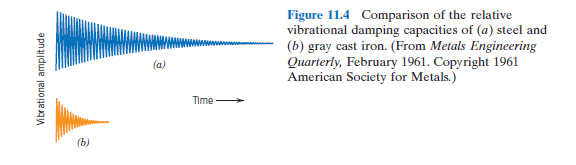 Vibrational amplitude
(a)
Time
(b)
Figure 11.4 Comparison of the relative
vibrational damping capacities of (a) steel and
(b) gray cast iron. (From Metals Engineering
Quarterly, February 1961. Copyright 1961
American Society for Metals.)